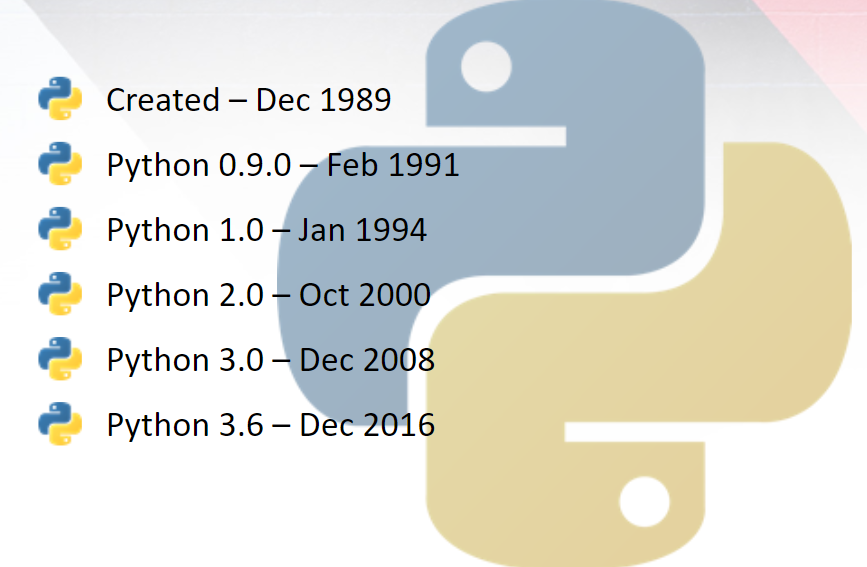 Created – Dec 1989
Python 0.9.0 – Feb 1991
Python 1.0 – Jan 1994
Python 2.0 – Oct 2000
Python 3.0 – Dec 2008
Python 3.6 – Dec 2016